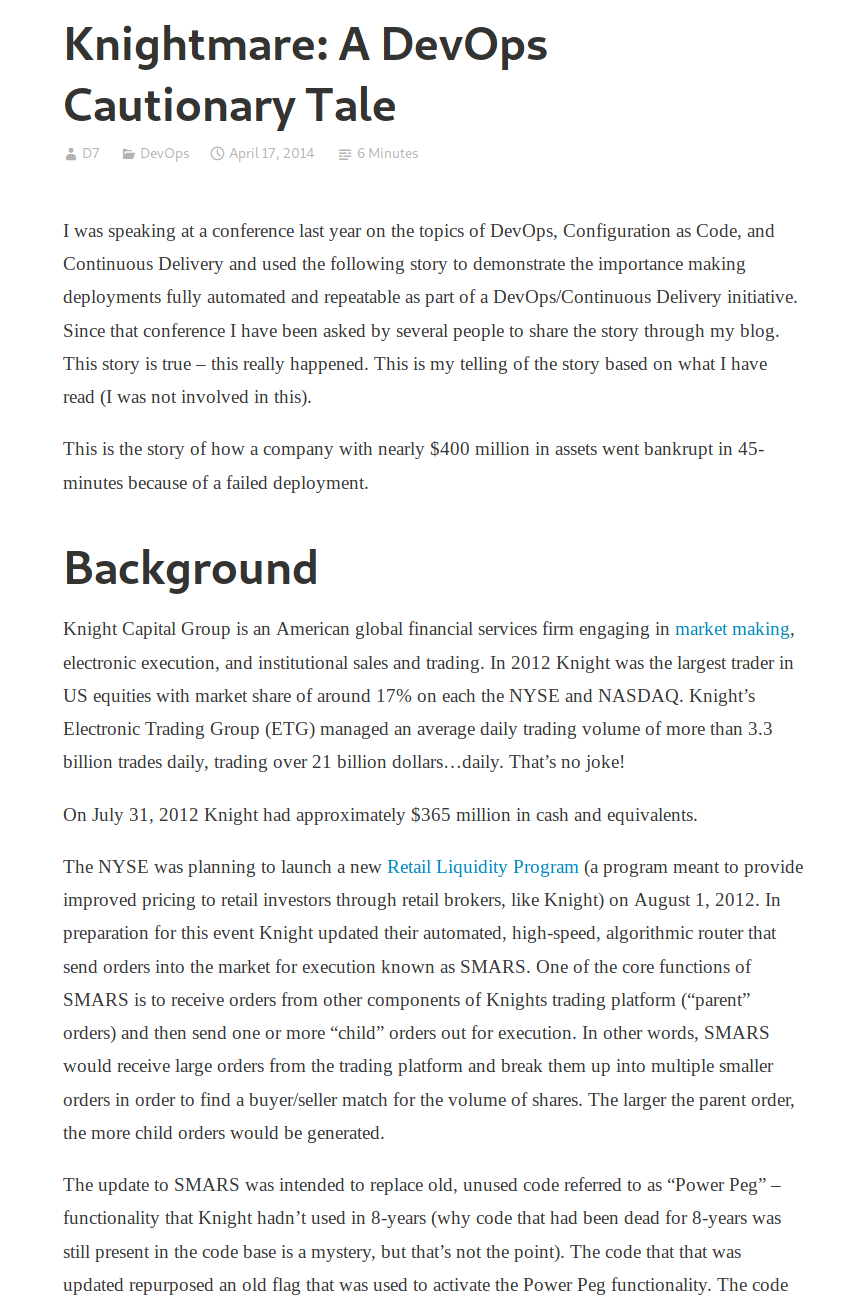 Knightmare: A DevOps
Cautionary Tale
D7 DevOps April 17, 2014 6 Minutes
I was speaking at a conference last year on the topics of DevOps, Configuration as Code, and
Continuous Delivery and used the following story to demonstrate the importance making
deployments fully automated and repeatable as part of a DevOps/Continuous Delivery initiative.
Since that conference I have been asked by several people to share the story through my blog.
This story is true – this really happened. This is my telling of the story based on what I have
read (I was not involved in this).
This is the story of how a company with nearly $400 million in assets went bankrupt in 45-
minutes because of a failed deployment.
Background
Knight Capital Group is an American global financial services firm engaging in market making,
electronic execution, and institutional sales and trading. In 2012 Knight was the largest trader in
US equities with market share of around 17% on each the NYSE and NASDAQ. Knight’s
Electronic Trading Group (ETG) managed an average daily trading volume of more than 3.3
billion trades daily, trading over 21 billion dollars…daily. That’s no joke!
On July 31, 2012 Knight had approximately $365 million in cash and equivalents.
The NYSE was planning to launch a new Retail Liquidity Program (a program meant to provide
improved pricing to retail investors through retail brokers, like Knight) on August 1, 2012. In
preparation for this event Knight updated their automated, high-speed, algorithmic router that
send orders into the market for execution known as SMARS. One of the core functions of
SMARS is to receive orders from other components of Knights trading platform (“parent”
orders) and then send one or more “child” orders out for execution. In other words, SMARS
would receive large orders from the trading platform and break them up into multiple smaller
orders in order to find a buyer/seller match for the volume of shares. The larger the parent order,
the more child orders would be generated.
The update to SMARS was intended to replace old, unused code referred to as “Power Peg” –
functionality that Knight hadn’t used in 8-years (why code that had been dead for 8-years was
still present in the code base is a mystery, but that’s not the point). The code that that was
updated repurposed an old flag that was used to activate the Power Peg functionality. The code